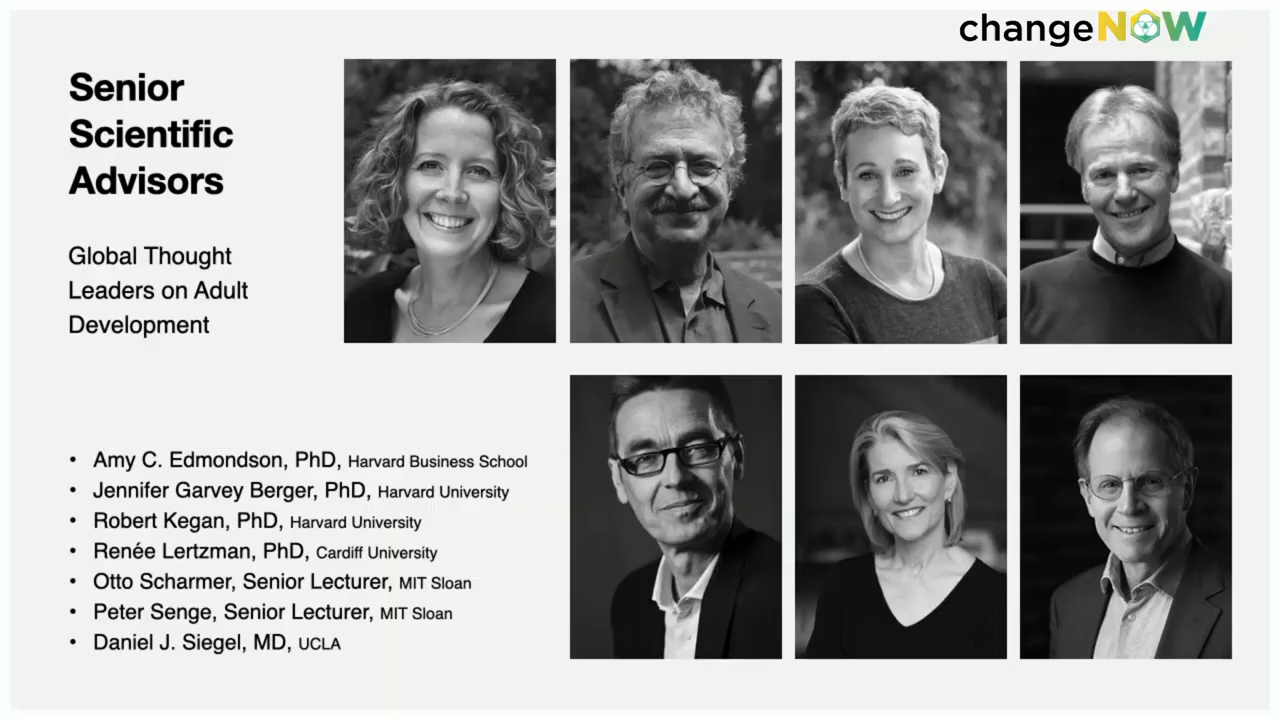 changeNOW
Senior
Scientific
Advisors
Global Thought
Leaders on Adult
Development
• Amy C. Edmondson, PhD, Harvard Business School
• Jennifer Garvey Berger, PhD, Harvard University
• Robert Kegan, PhD, Harvard University
• Renée Lertzman, PhD, Cardiff University
• Otto Scharmer, Senior Lecturer, MIT Sloan
• Peter Senge, Senior Lecturer, MIT Sloan
• Daniel J. Siegel, MD, UCLA